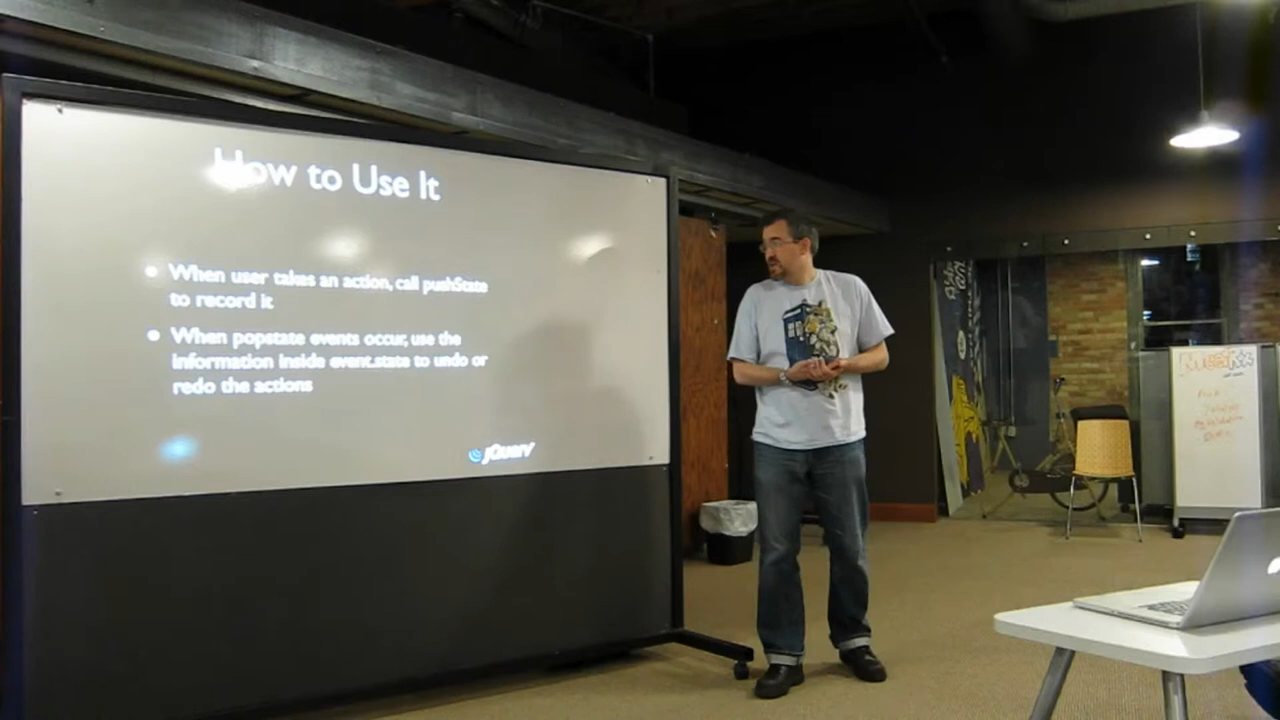 How to Use It
When user takes an action, call pushState
to record it
When popstate events occur, use the
information inside event.state to undo or
redo the actions
jQuery